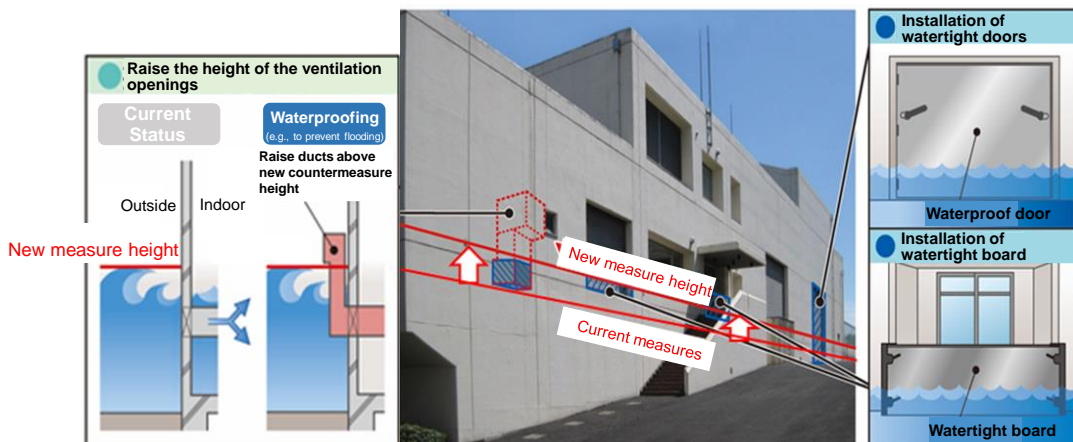 Raise the height of the ventilation
openings
Current
Status
Waterproofing
(e.g., to prevent flooding)
Raise ducts above
new countermeasure
height
Outside
Indoor
New measure height
New measure height
Current measures
Installation of
watertight doors
Waterproof door
Installation of
watertight board
Watertight board